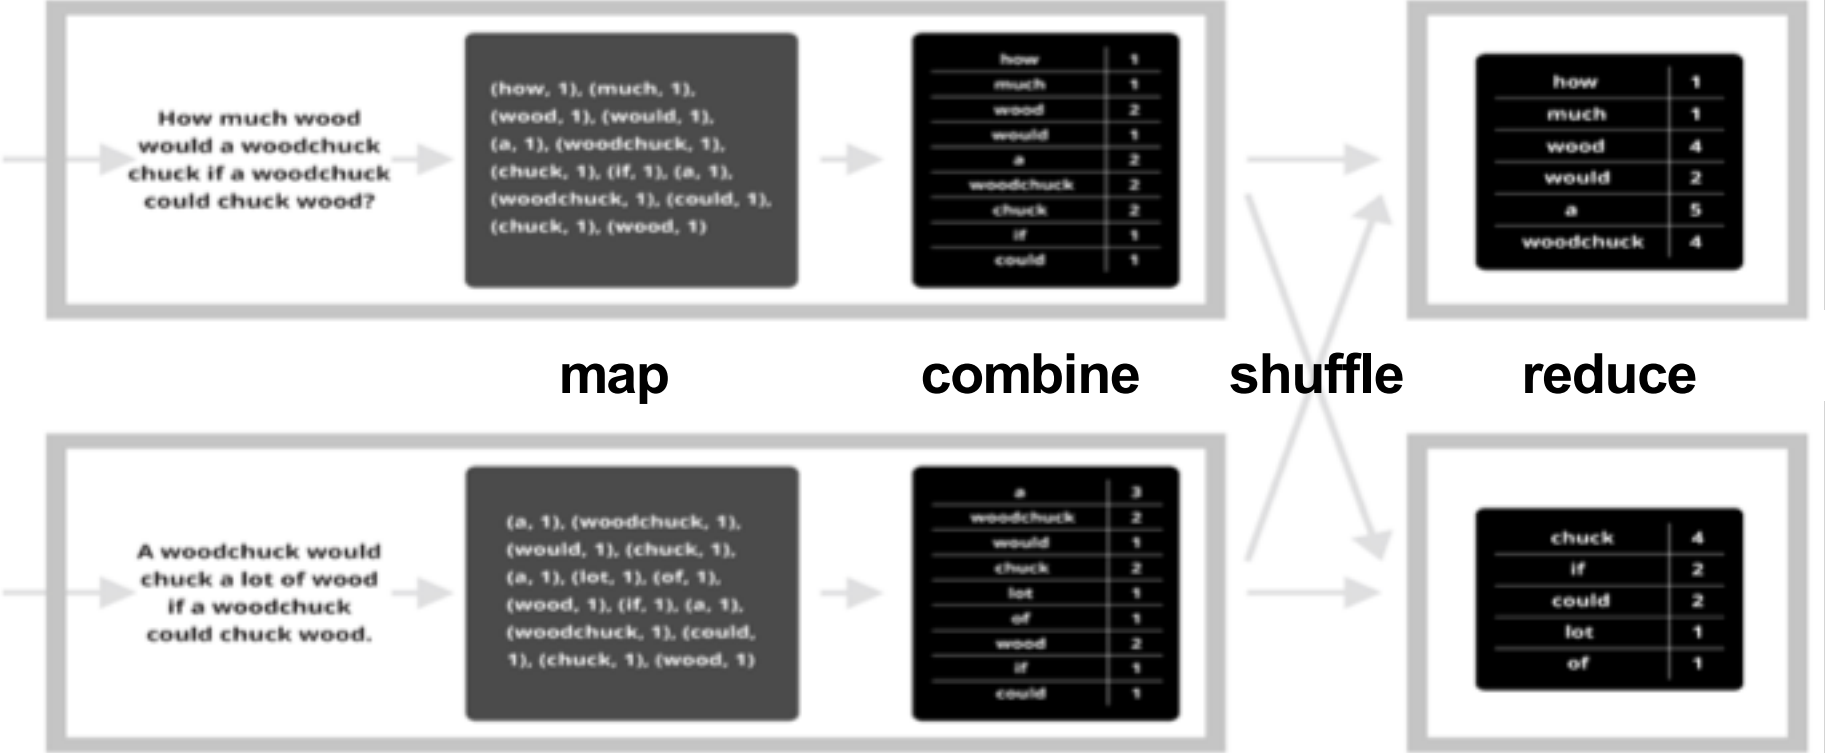 How much wood
would a woodchuck
chuck if a woodchuck
could chuck wood?
(how, 1), (much, 1),
(wood, 1), (would, 1),
(a, 1), (woodchuck, 1),
(chuck, 1), (if, 1), (a, 1),
(woodchuck, 1), (could, 1),
(chuck, 1), (wood, 1)
how 1
much 1
wood 2
would 1
a 2
woodchuck 2
chuck 2
if 1
could 1
how 1
much 1
wood 4
would 2
a 5
woodchuck 4
map
combine
shuffle
reduce
A woodchuck would
chuck a lot of wood
if a woodchuck
could chuck wood.
(a, 1), (woodchuck, 1),
(would, 1), (chuck, 1),
(a, 1), (lot, 1), (of, 1),
(wood, 1), (if, 1), (a, 1),
(woodchuck, 1), (could,
1), (chuck, 1), (wood, 1)
a 3
woodchuck 2
would 1
chuck 2
lot 1
of 1
wood 2
if 1
could 1
chuck 4
if 2
could 2
lot 1
of 1